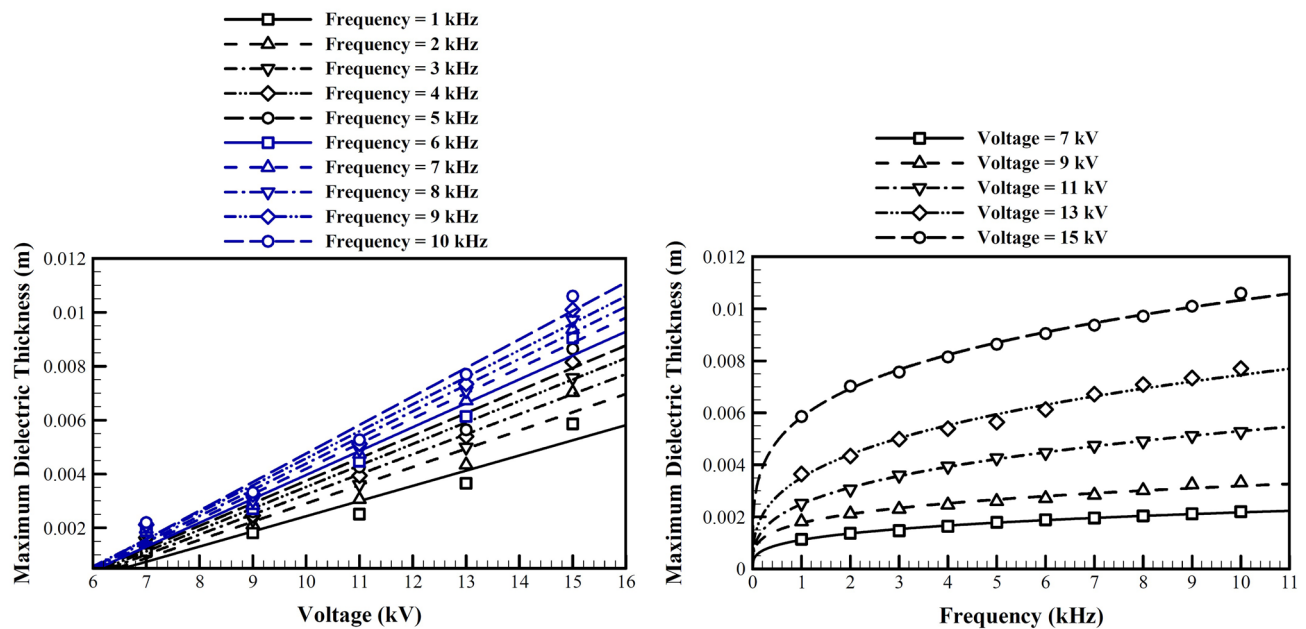 Frequency = 1 kHz
Frequency = 2 kHz
Frequency = 3 kHz
Frequency = 4 kHz
Frequency = 5 kHz
Frequency = 6 kHz
Frequency = 7 kHz
Frequency = 8 kHz
Frequency = 9 kHz
Frequency = 10 kHz
Maximum Dielectric Thickness (m)
0.012
0.01
0.008
0.006
0.004
0.002
6 7 8 9 10 11 12 13 14 15 16
Voltage (kV)
Voltage = 7 kV
Voltage = 9 kV
Voltage = 11 kV
Voltage = 13 kV
Voltage = 15 kV
Maximum Dielectric Thickness (m)
0.012
0.01
0.008
0.006
0.004
0.002
0
0 1 2 3 4 5 6 7 8 9 10 11
Frequency (kHz)